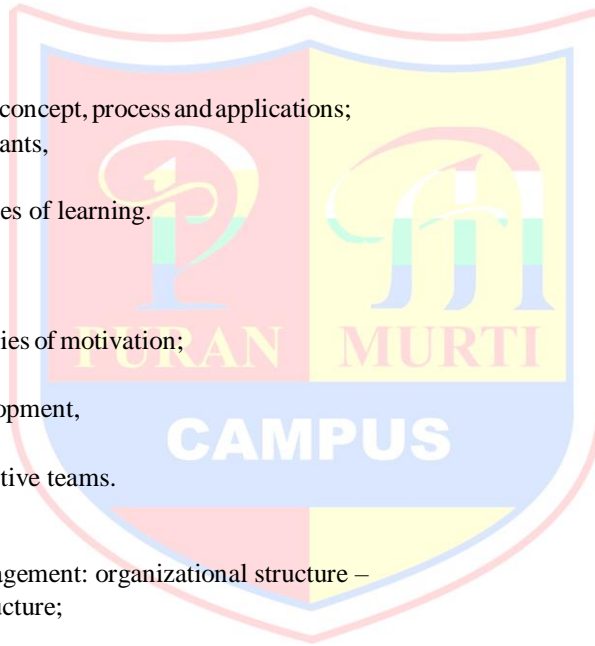 concept, process and applications;
ants,
es of learning.
ies of motivation;
PURAN MURTI
opment,
CAMPUS
tive teams.
agement: organizational structure –
ucture;